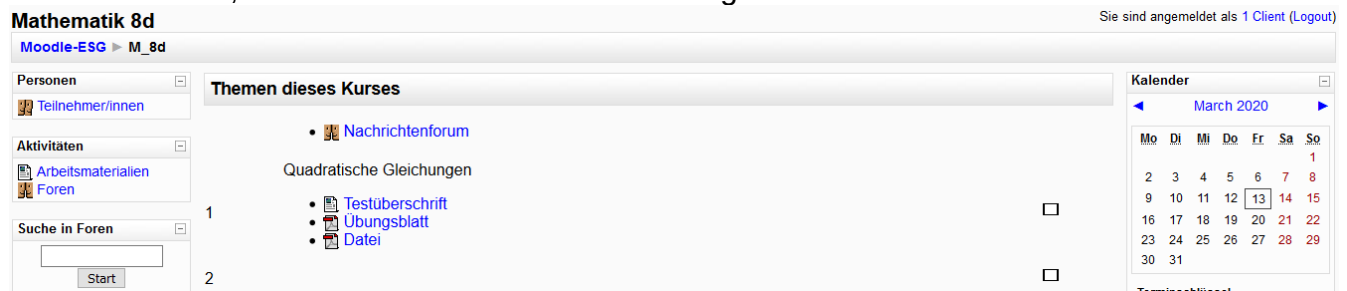 Mathematik 8d
Sie sind angemeldet als 1 Client (Logout)
Moodle-ESG ► M_8d
Personen
Teilnehmer/innen
Aktivitäten
Arbeitsmaterialien
Foren
Suche in Foren
Start
Themen dieses Kurses
• Nachrichtenforum
Quadratische Gleichungen
1
• Testüberschrift
• Übungsblatt
• Datei
2
Kalender
◄ March 2020 ►
Mo Di Mi Do Fr Sa So
1
2 3 4 5 6 7 8
9 10 11 12 13 14 15
16 17 18 19 20 21 22
23 24 25 26 27 28 29
30 31